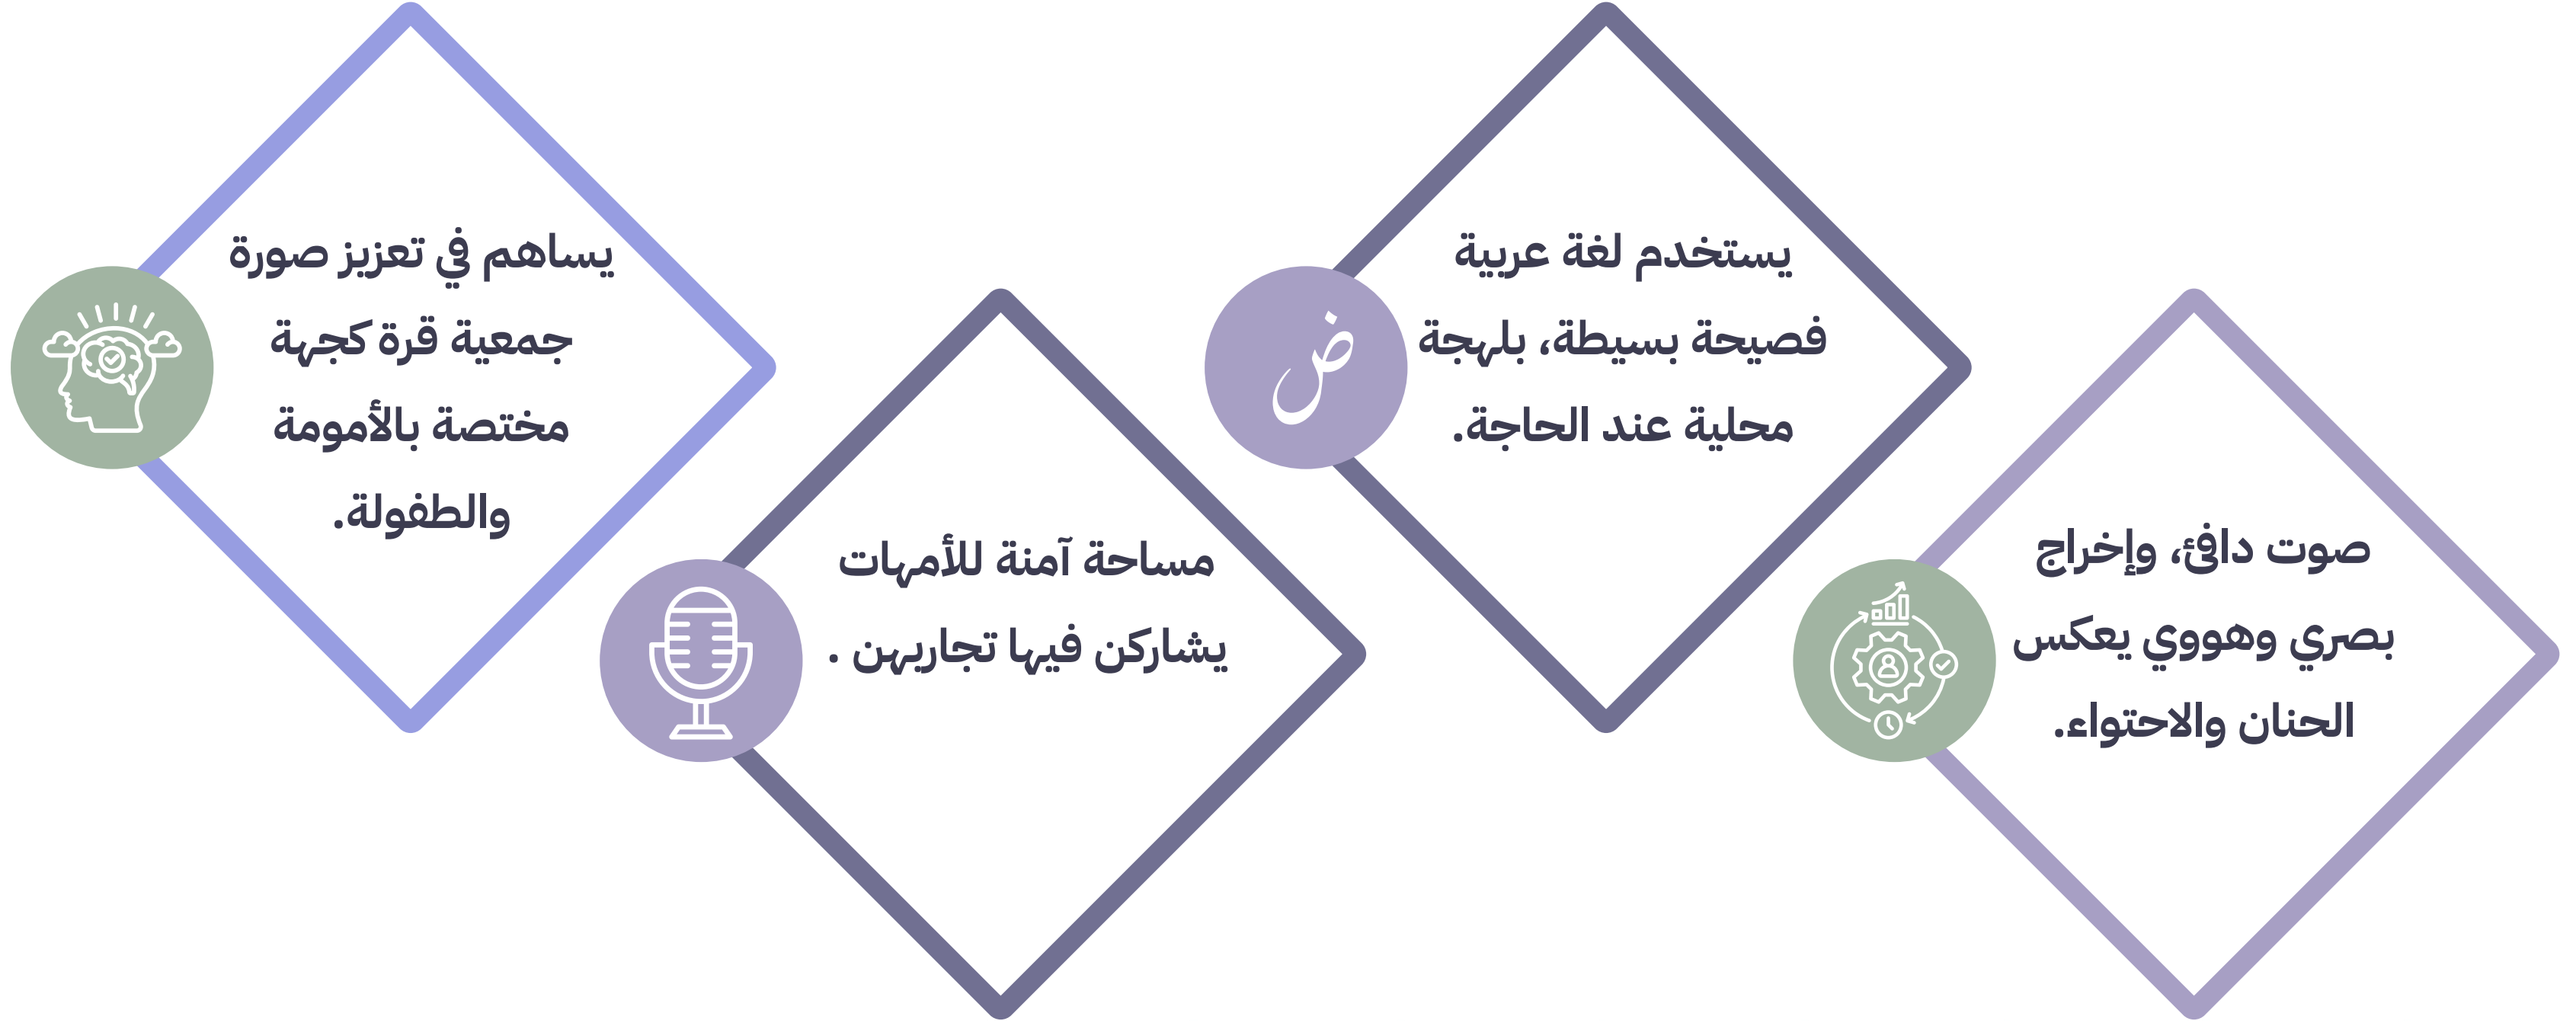 صوت دافئ، وإخراج
بصري وهووي يعكس
الحنان والاحتواء.
ض
يستخدم لغة عربية
فصيحة بسيطة، بلهجة
محلية عند الحاجة.
مساحة آمنة للأمهات
يشاركن فيها تجاربهن .
يساهم في تعزيز صورة
جمعية قرة كجهة
مختصة بالأمومة
والطفولة.